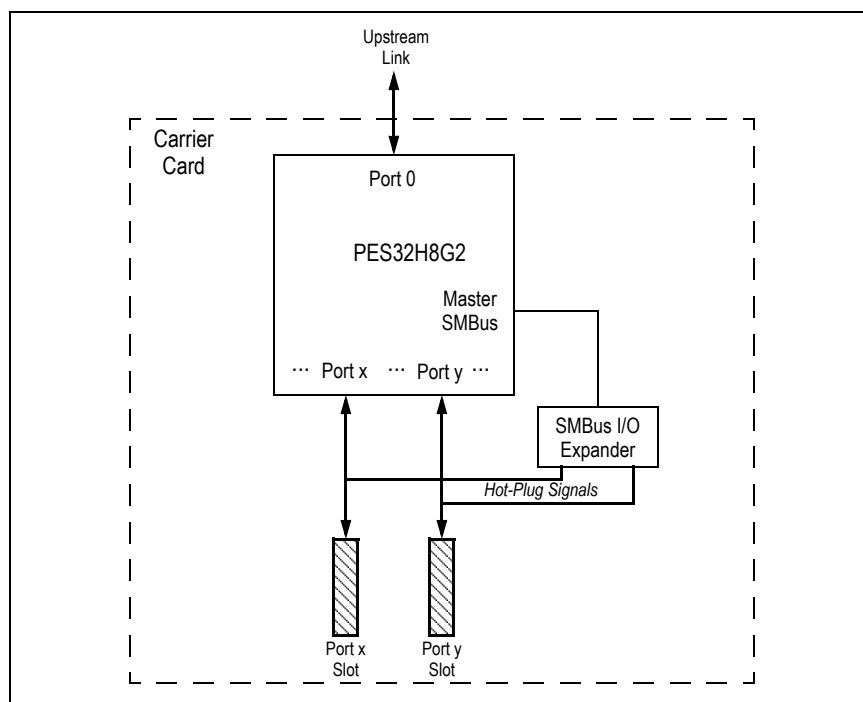 Upstream
Link
Carrier
Card
Port 0
PES32H8G2
Master
SMBus
... Port x ... Port y ...
SMBus I/O
Expander
Hot-Plug Signals
Port x
Slot
Port y
Slot